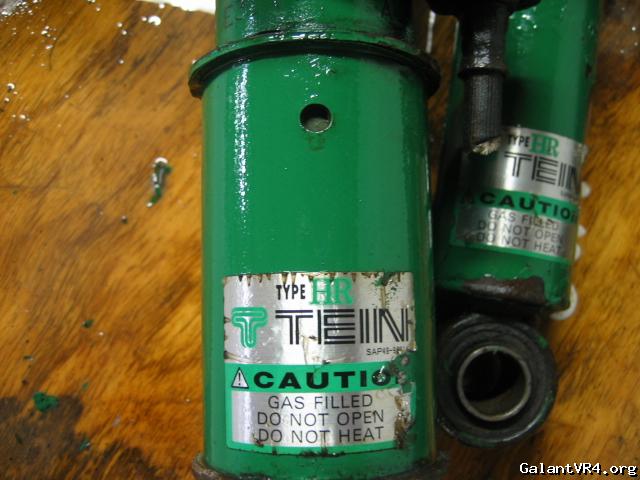 TYPE HR
TEIN
CAUTIO
GAS FILLED
DO NOT OPEN
DO NOT HEAT
TYPE HR
TEIN
CAUTION
GAS FILLED
DO NOT OPEN
DO NOT HEAT
GalantVR4.org